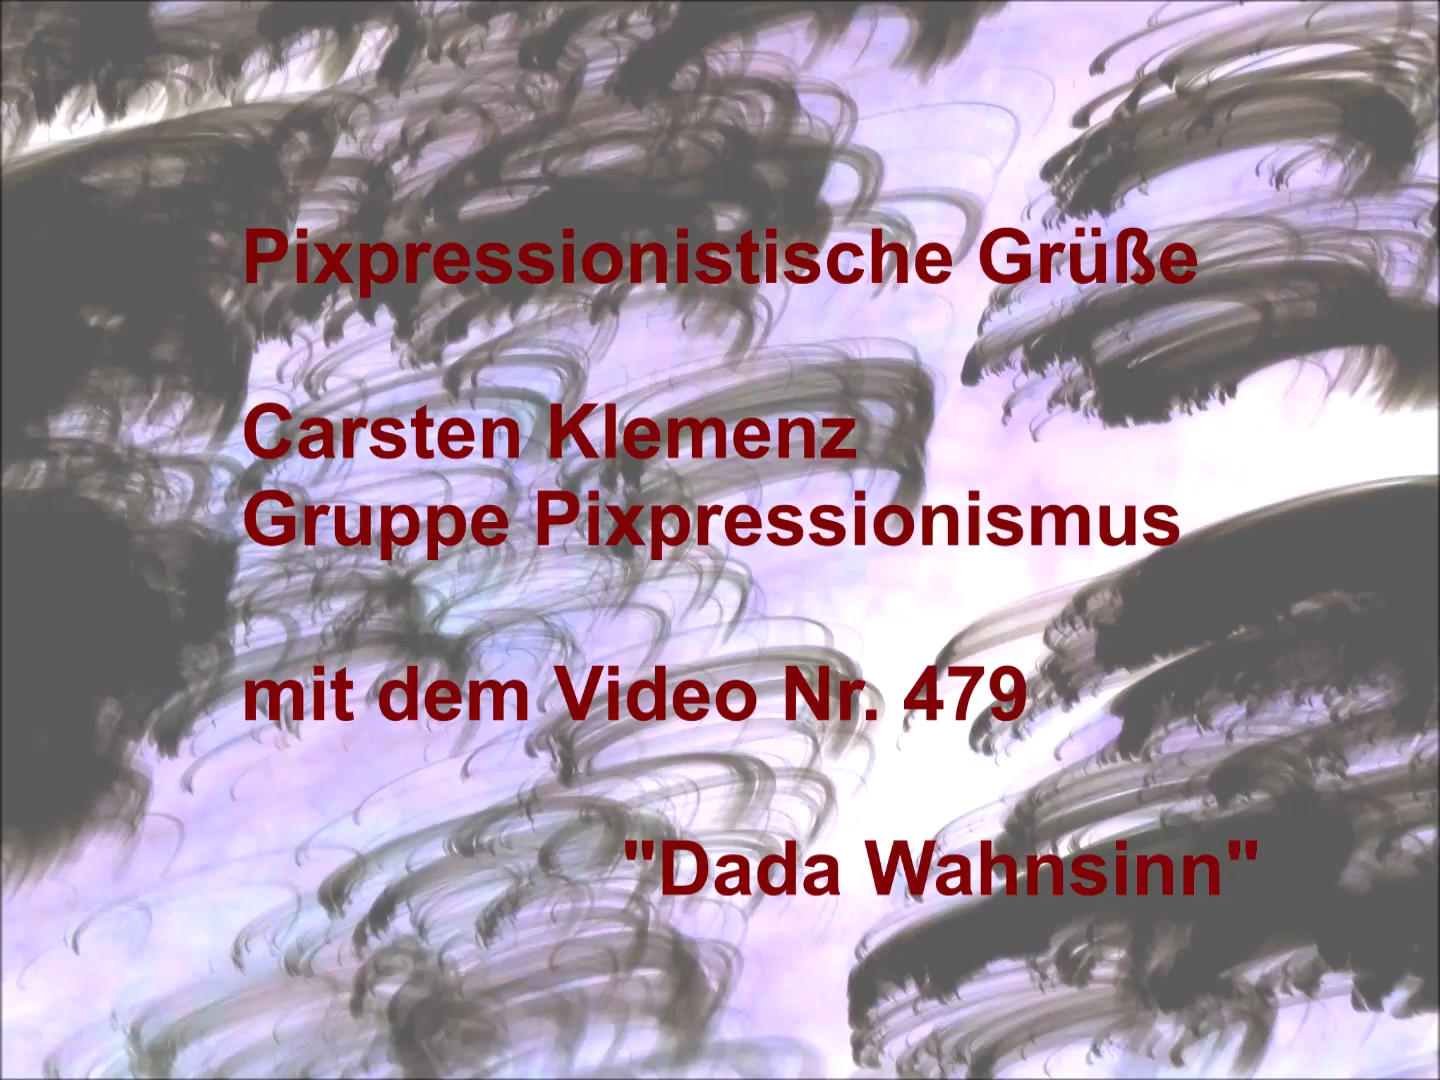 Pixpressionistische Grüße
Carsten Klemenz
Gruppe Pixpressionismus
mit dem Video Nr. 479
"Dada Wahnsinn"